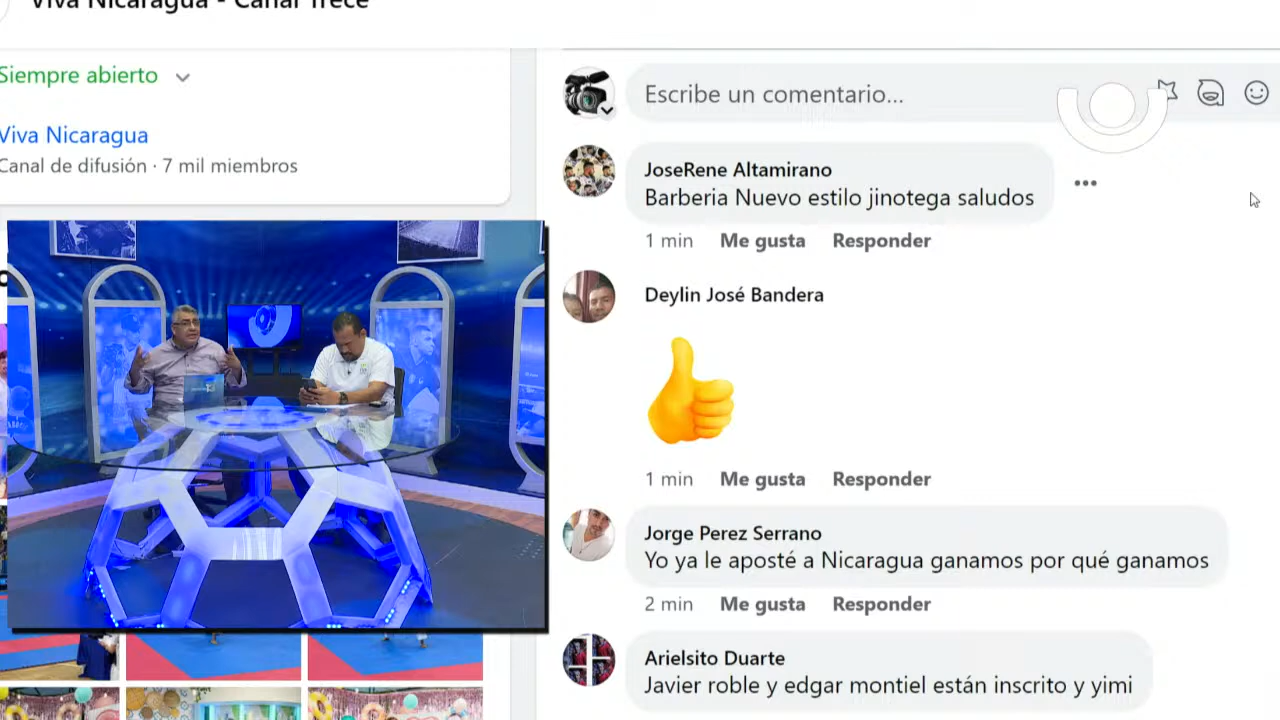 Viva Nicaragua - Canal Trece
Siempre abierto
Viva Nicaragua
Canal de difusión · 7 mil miembros
Escribe un comentario...
JoseRene Altamirano
Barberia Nuevo estilo jinotega saludos
1 min Me gusta Responder
Deylin José Bandera
1 min Me gusta Responder
Jorge Perez Serrano
Yo ya le aposté a Nicaragua ganamos por qué ganamos
2 min Me gusta Responder
Arielsito Duarte
Javier roble y edgar montiel están inscrito y yimi